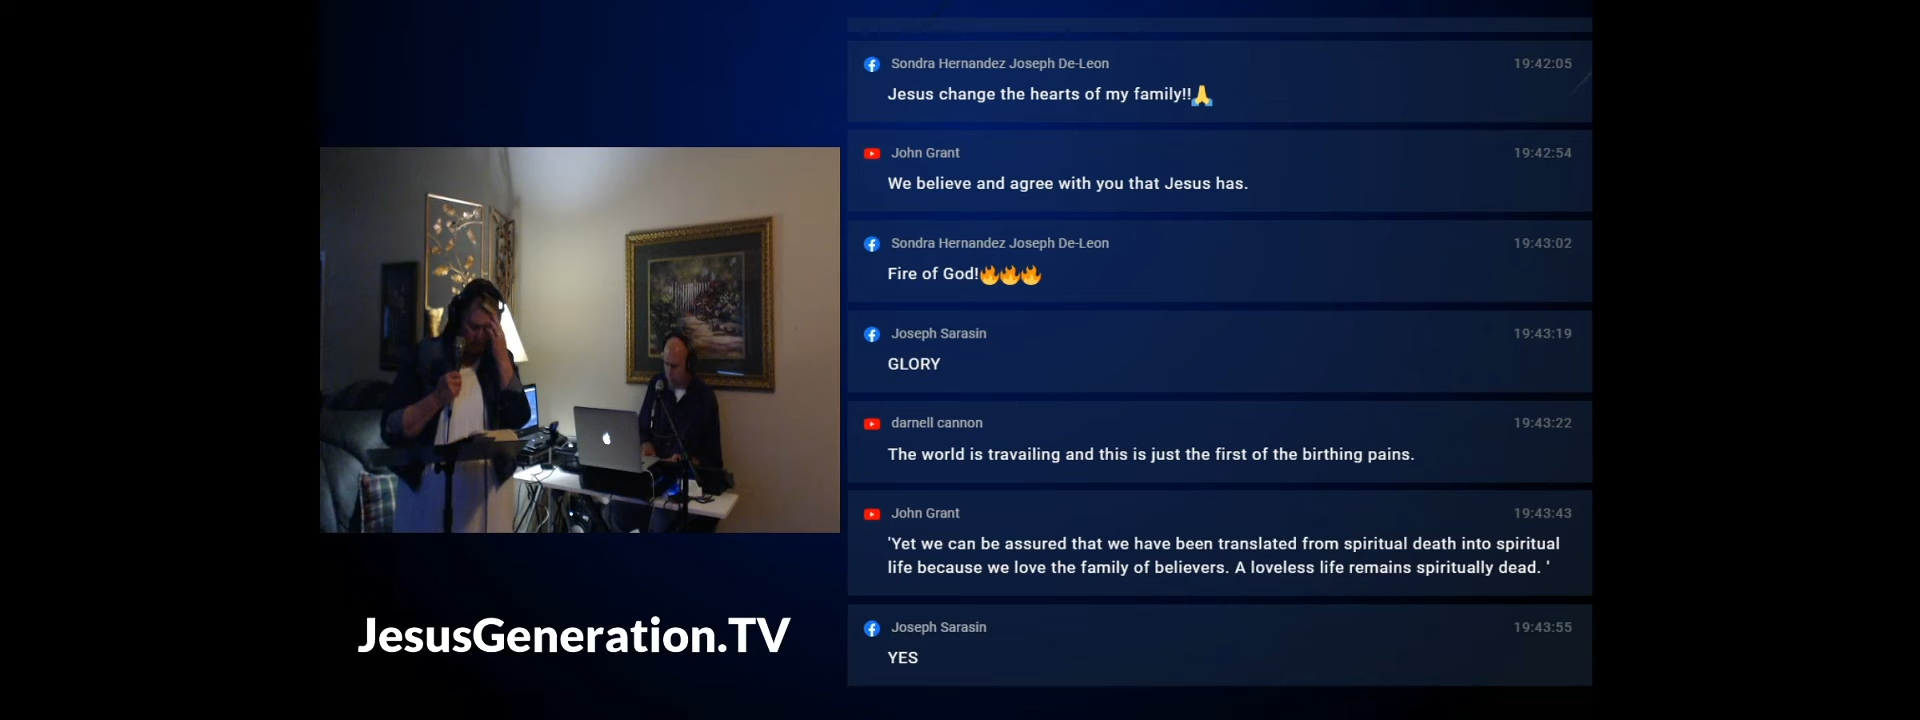 Sondra Hernandez Joseph De-Leon 19:42:05
Jesus change the hearts of my family!!🙏
John Grant 19:42:54
We believe and agree with you that Jesus has.
Sondra Hernandez Joseph De-Leon 19:43:02
Fire of God!🔥🔥🔥
Joseph Sarasin 19:43:19
GLORY
darnell cannon 19:43:22
The world is travailing and this is just the first of the birthing pains.
John Grant 19:43:43
'Yet we can be assured that we have been translated from spiritual death into spiritual
life because we love the family of believers. A loveless life remains spiritually dead. '
Joseph Sarasin 19:43:55
YES
JesusGeneration.TV